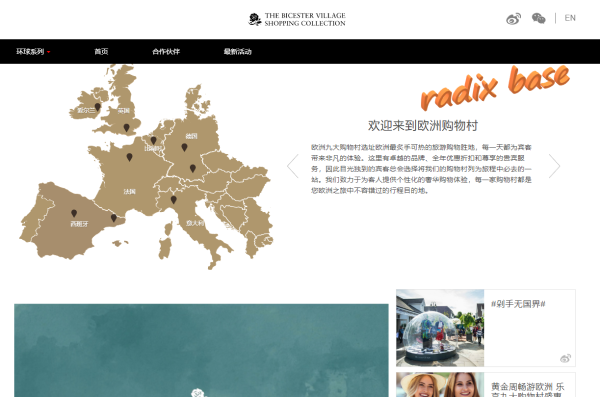 THE BICESTER VILLAGE
SHOPPING COLLECTION
EN
环球系列
首页
合作伙伴
最新活动
radix base
爱尔兰
英国
比利时
德国
法国
西班牙
意大利
欢迎来到欧洲购物村
欧洲九大购物村选址欧洲最炙手可热的旅游购物胜地，每一天都为宾客
带来非凡的体验。这里有卓越的品牌、全年优惠折扣和尊享的贵宾服
务，因此目光独到的宾客纷纷选择将我们的购物村列为旅程中必去的一
站。我们致力于为客人提供个性化的奢华购物体验，每一家购物村都是
您欧洲之旅中不容错过的行程目的地。
#剁手无国界#
黄金周畅游欧洲 乐
享九大购物村盛惠